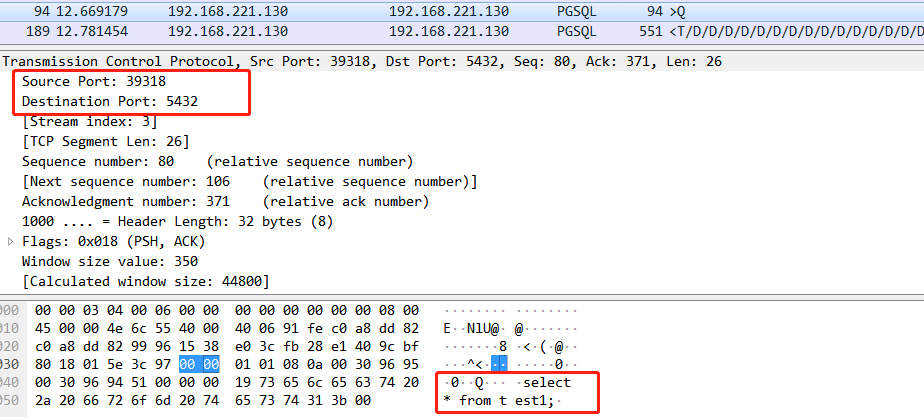 94 12.669179 192.168.221.130 192.168.221.130 PGSQL 94 >Q
189 12.781454 192.168.221.130 192.168.221.130 PGSQL 551 <T/D/D/D/D/D/D/D/D/D/D/D/D/D/D/D/D
Transmission Control Protocol, Src Port: 39318, Dst Port: 5432, Seq: 80, Ack: 371, Len: 26
Source Port: 39318
Destination Port: 5432
[Stream index: 3]
[TCP Segment Len: 26]
Sequence number: 80 (relative sequence number)
[Next sequence number: 106 (relative sequence number)]
Acknowledgment number: 371 (relative ack number)
1000 .... = Header Length: 32 bytes (8)
Flags: 0x018 (PSH, ACK)
Window size value: 350
[Calculated window size: 44800]
000 00 00 03 04 00 06 00 00 00 00 00 00 00 00 08 00 ········ ········
010 45 00 00 4e 6c 55 40 00 40 06 91 fe c0 a8 dd 82 E··NlU@· @·······
020 c0 a8 dd 82 99 96 15 38 e0 3c fb 28 e1 40 9c bf ·······8 ·<·(·@··
030 80 18 01 5e 3c 97 00 00 01 01 08 0a 00 30 96 95 ···^<··· ·····0··
040 00 30 96 94 51 00 00 00 19 73 65 6c 65 63 74 20 ·0··Q··· ·select
050 2a 20 66 72 6f 6d 20 74 65 73 74 31 3b 00 * from t est1;·